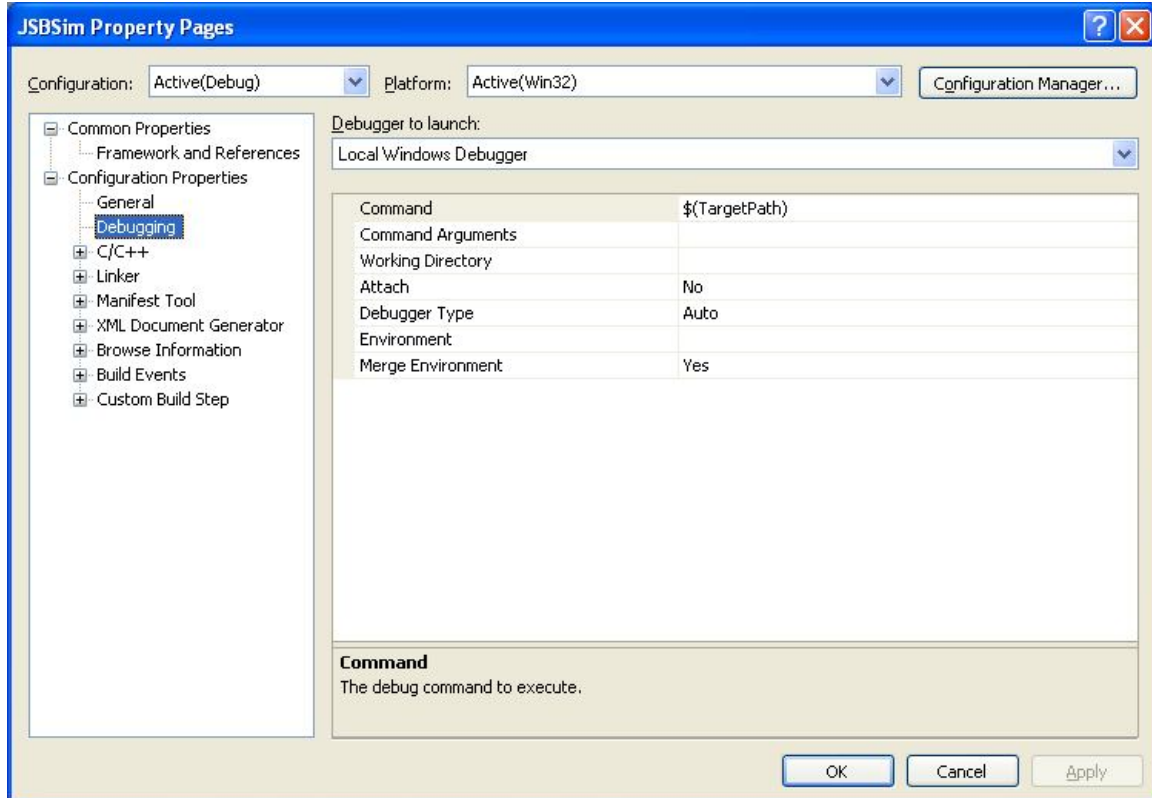 JSBSim Property Pages
Configuration: Active(Debug) Platform: Active(Win32) Configuration Manager...
Common Properties
Framework and References
Configuration Properties
General
Debugging
C/C++
Linker
Manifest Tool
XML Document Generator
Browse Information
Build Events
Custom Build Step
Debugger to launch:
Local Windows Debugger
Command $(TargetPath)
Command Arguments
Working Directory
Attach No
Debugger Type Auto
Environment
Merge Environment Yes
Command
The debug command to execute.
OK Cancel Apply